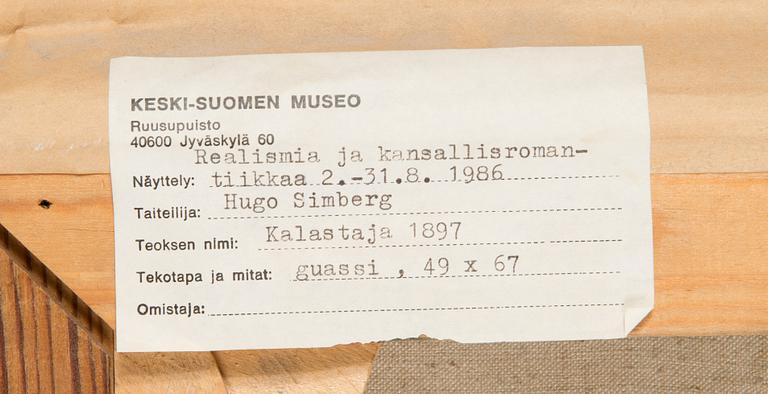 KESKI-SUOMEN MUSEO
Ruusupuisto
40600 Jyväskylä 60
Realismia ja kansallisroman-
Näyttely: tiikkaa 2.-31.8. 1986
Taiteilija: Hugo Simberg
Teoksen nimi: Kalastaja 1897
Tekotapa ja mitat: guassi , 49 x 67
Omistaja: